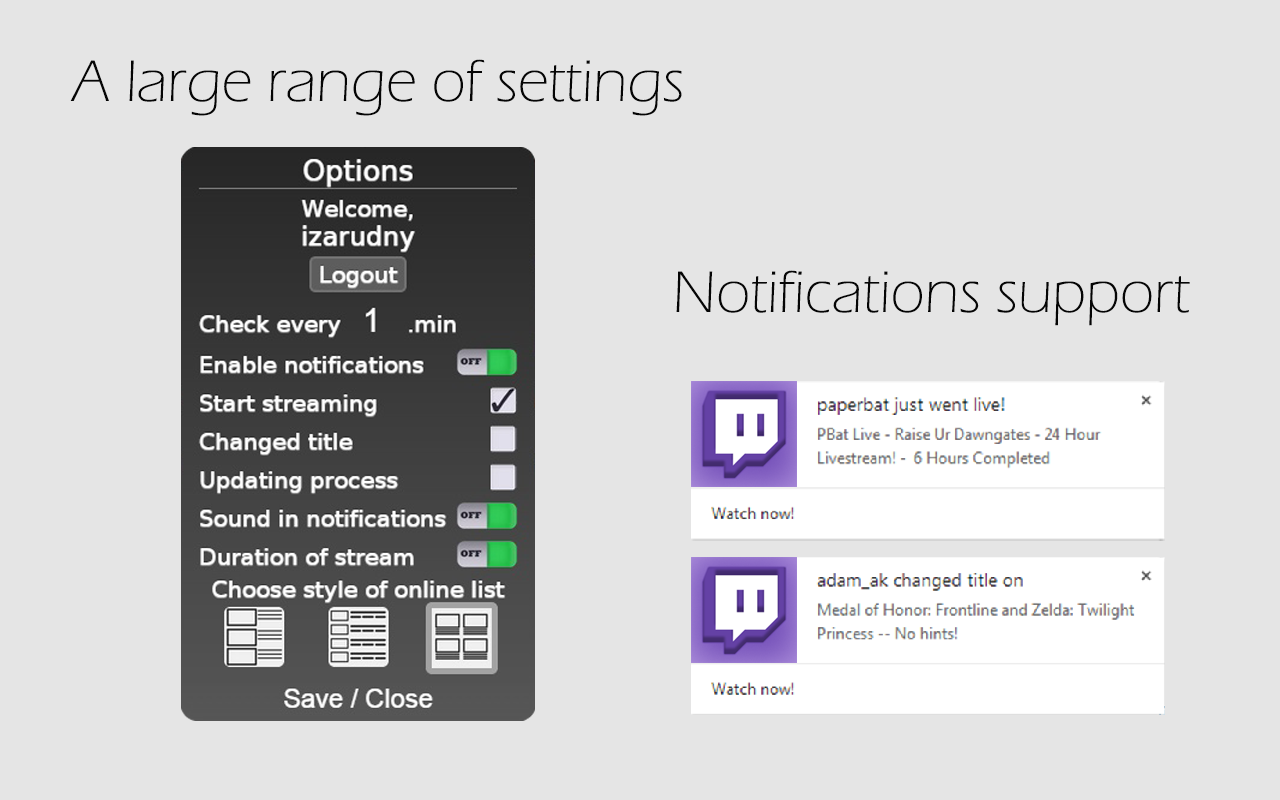 A large range of settings
Options
Welcome,
izarudny
Logout
Check every 1 .min
Enable notifications OFF
Start streaming
Changed title
Updating process
Sound in notifications OFF
Duration of stream OFF
Choose style of online list
Save / Close
Notifications support
paperbat just went live! ×
PBat Live - Raise Ur Dawngates - 24 Hour
Livestream! - 6 Hours Completed
Watch now!
adam_ak changed title on ×
Medal of Honor: Frontline and Zelda: Twilight
Princess -- No hints!
Watch now!